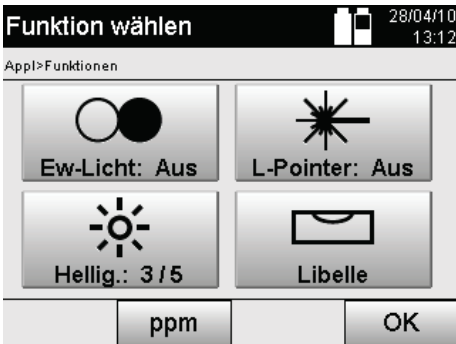 Funktion wählen
28/04/10
13:12
Appl>Funktionen
Ew-Licht: Aus
L-Pointer: Aus
Hellig.: 3/5
Libelle
ppm
OK